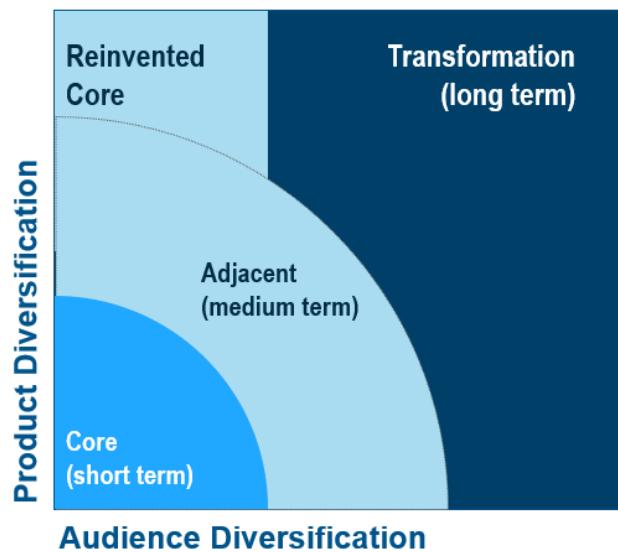 Reinvented
Core
Transformation
(long term)
Adjacent
(medium term)
Core
(short term)
Product Diversification
Audience Diversification